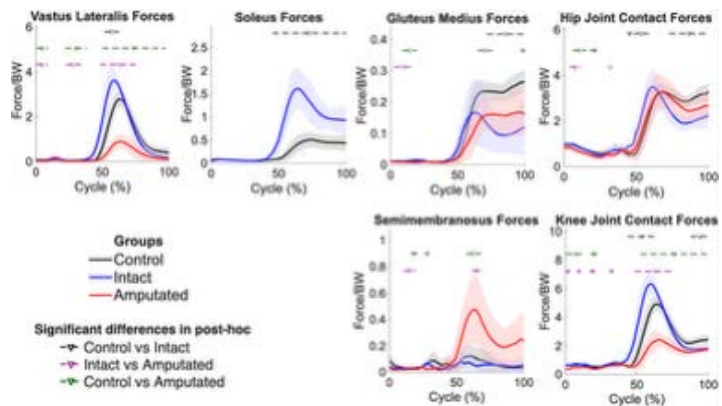 Vastus Lateralis Forces
Soleus Forces
Gluteus Medius Forces
Hip Joint Contact Forces
Force/BW
6
4
2
0
0 50 100
Cycle (%)
Force/BW
2.5
2
1.5
1
0.5
0
0 50 100
Cycle (%)
Force/BW
0.4
0.3
0.2
0.1
0
0 50 100
Cycle (%)
Force/BW
6
4
2
0
0 50 100
Cycle (%)
Groups
Control
Intact
Amputated
Significant differences in post-hoc
Control vs Intact
Intact vs Amputated
Control vs Amputated
Semimembranosus Forces
Knee Joint Contact Forces
Force/BW
1
0.8
0.6
0.4
0.2
0
0 50 100
Cycle (%)
Force/BW
10
8
6
4
2
0
0 50 100
Cycle (%)